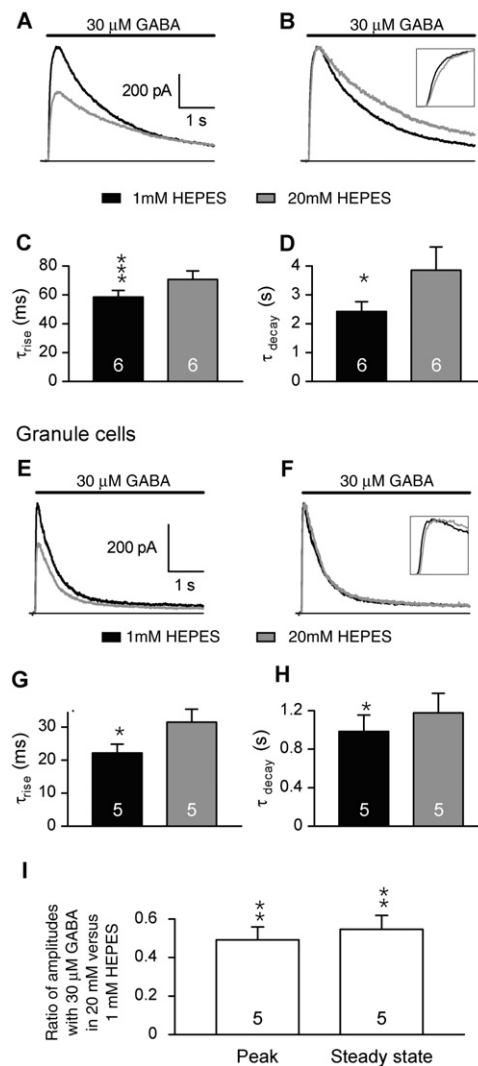 A
30 μM GABA
200 pA
1 s
B
30 μM GABA
1mM HEPES
20mM HEPES
C
τrise (ms)
80
60
40
20
0
***
6
6
D
τ decay (s)
4
3
2
1
0
*
6
6
Granule cells
E
30 μM GABA
200 pA
1 s
F
30 μM GABA
1mM HEPES
20mM HEPES
G
τrise (ms)
30
20
10
0
*
5
5
H
τ decay (s)
1.2
0.8
0.4
0
*
5
5
I
Ratio of amplitudes
with 30 μM GABA
in 20 mM versus
1 mM HEPES
0.6
0.4
0.2
0
**
**
5
5
Peak
Steady state